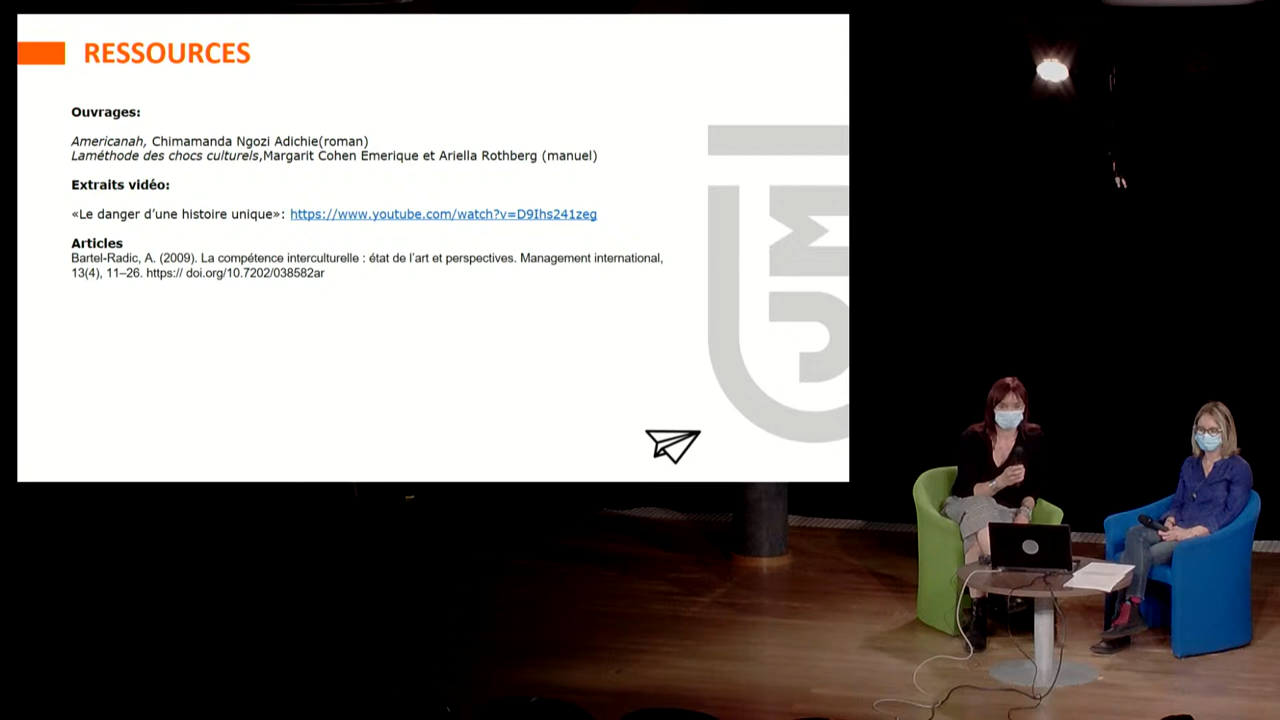 RESSOURCES
Ouvrages:
Americanah, Chimamanda Ngozi Adichie(roman)
Laméthode des chocs culturels,Margarit Cohen Emerique et Ariella Rothberg (manuel)
Extraits vidéo:
«Le danger d’une histoire unique»: https://www.youtube.com/watch?v=D9Ihs241zeg
Articles
Bartel-Radic, A. (2009). La compétence interculturelle : état de l’art et perspectives. Management international,
13(4), 11–26. https:// doi.org/10.7202/038582ar